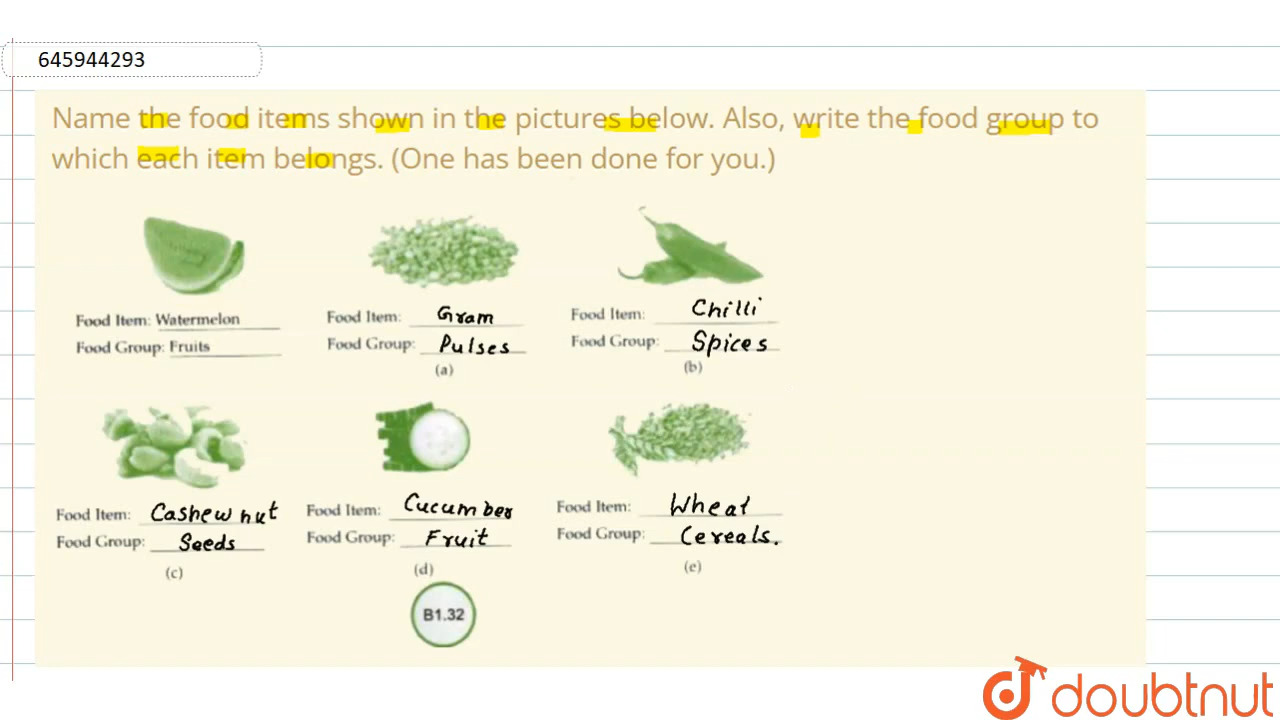 645944293
Name the food items shown in the pictures below. Also, write the food group to
which each item belongs. (One has been done for you.)
Food Item: Watermelon
Food Group: Fruits
Food Item: Gram
Food Group: Pulses
(a)
Food Item: Chilli
Food Group: Spices
(b)
Food Item: Cashew nut
Food Group: Seeds
(c)
Food Item: Cucumber
Food Group: Fruit
(d)
Food Item: Wheat
Food Group: Cereals.
(e)
B1.32
doubtnut